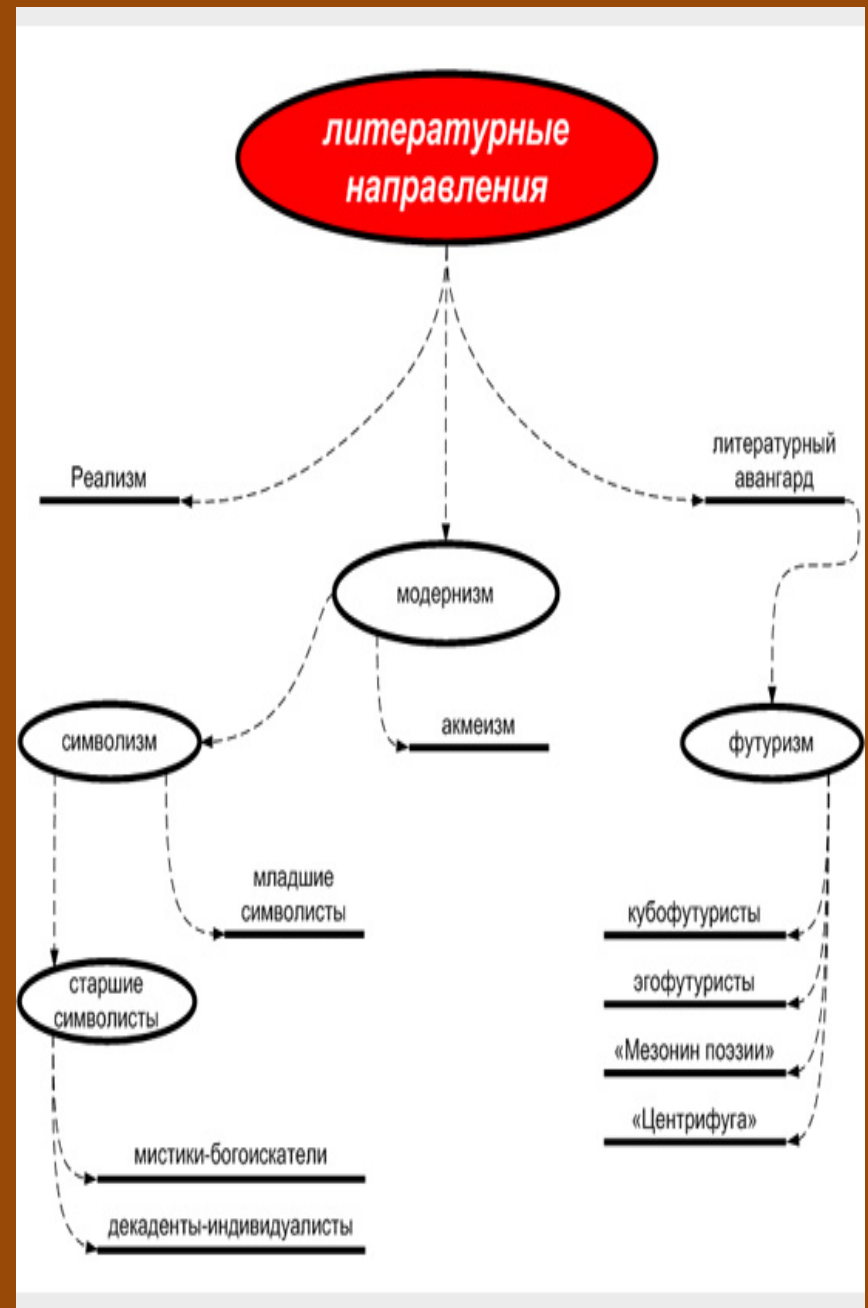 литературные
направления
Реализм
литературный
авангард
модернизм
символизм
акмеизм
футуризм
младшие
символисты
кубофутуристы
старшие
символисты
эгофутуристы
«Мезонин поэзии»
«Центрифуга»
мистики-богоискатели
декаденты-индивидуалисты